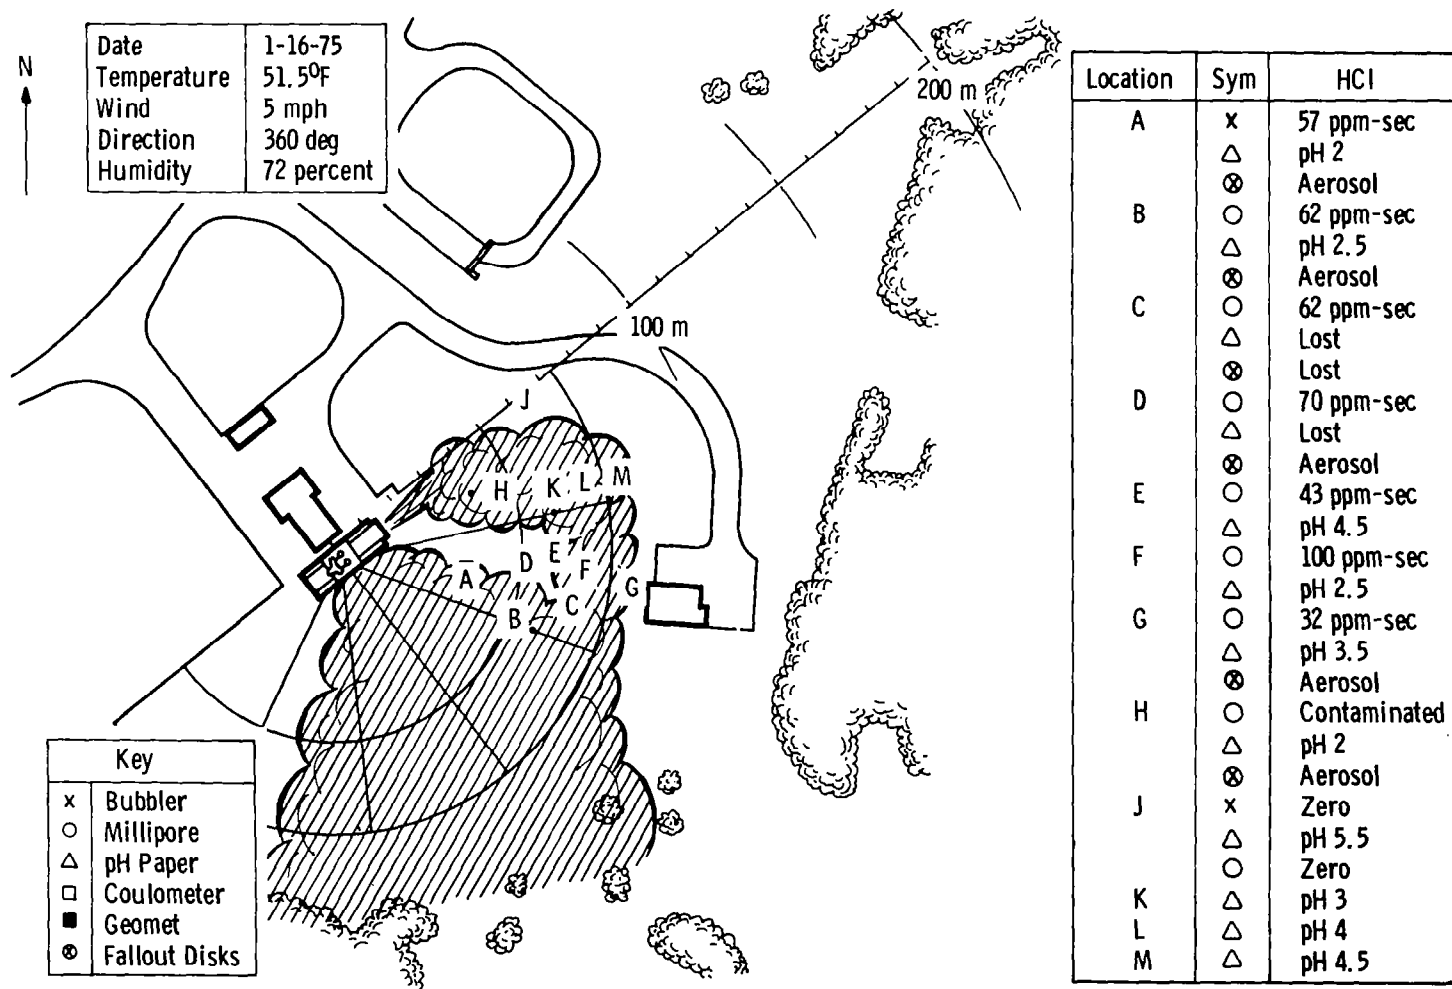 N
Date 1-16-75
Temperature 51.5⁰F
Wind 5 mph
Direction 360 deg
Humidity 72 percent
200 m
100 m
J
H K L M
D E F G
A B C
Key
x Bubbler
○ Millipore
△ pH Paper
□ Coulometer
■ Geomet
⊗ Fallout Disks
Location Sym HCl
A x 57 ppm-sec
△ pH 2
⊗ Aerosol
B ○ 62 ppm-sec
△ pH 2.5
⊗ Aerosol
C ○ 62 ppm-sec
△ Lost
⊗ Lost
D ○ 70 ppm-sec
△ Lost
⊗ Aerosol
E ○ 43 ppm-sec
△ pH 4.5
F ○ 100 ppm-sec
△ pH 2.5
G ○ 32 ppm-sec
△ pH 3.5
⊗ Aerosol
H ○ Contaminated
△ pH 2
⊗ Aerosol
J x Zero
△ pH 5.5
○ Zero
K △ pH 3
L △ pH 4
M △ pH 4.5